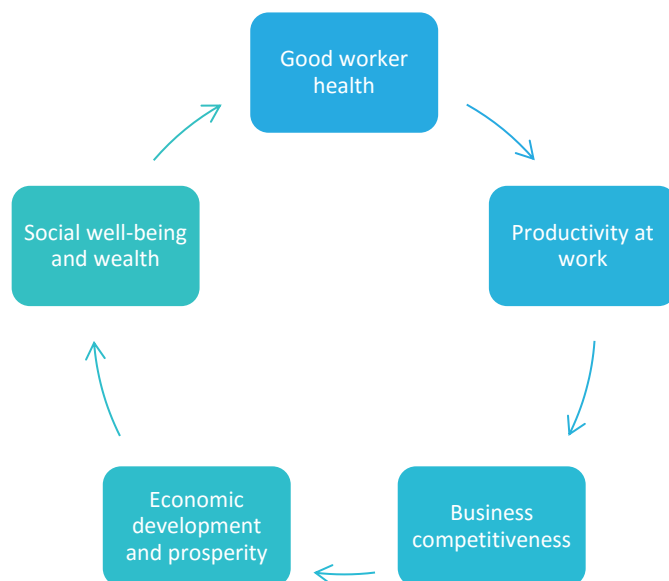 Good worker
health
Productivity at
work
Business
competitiveness
Economic
development
and prosperity
Social well-being
and wealth